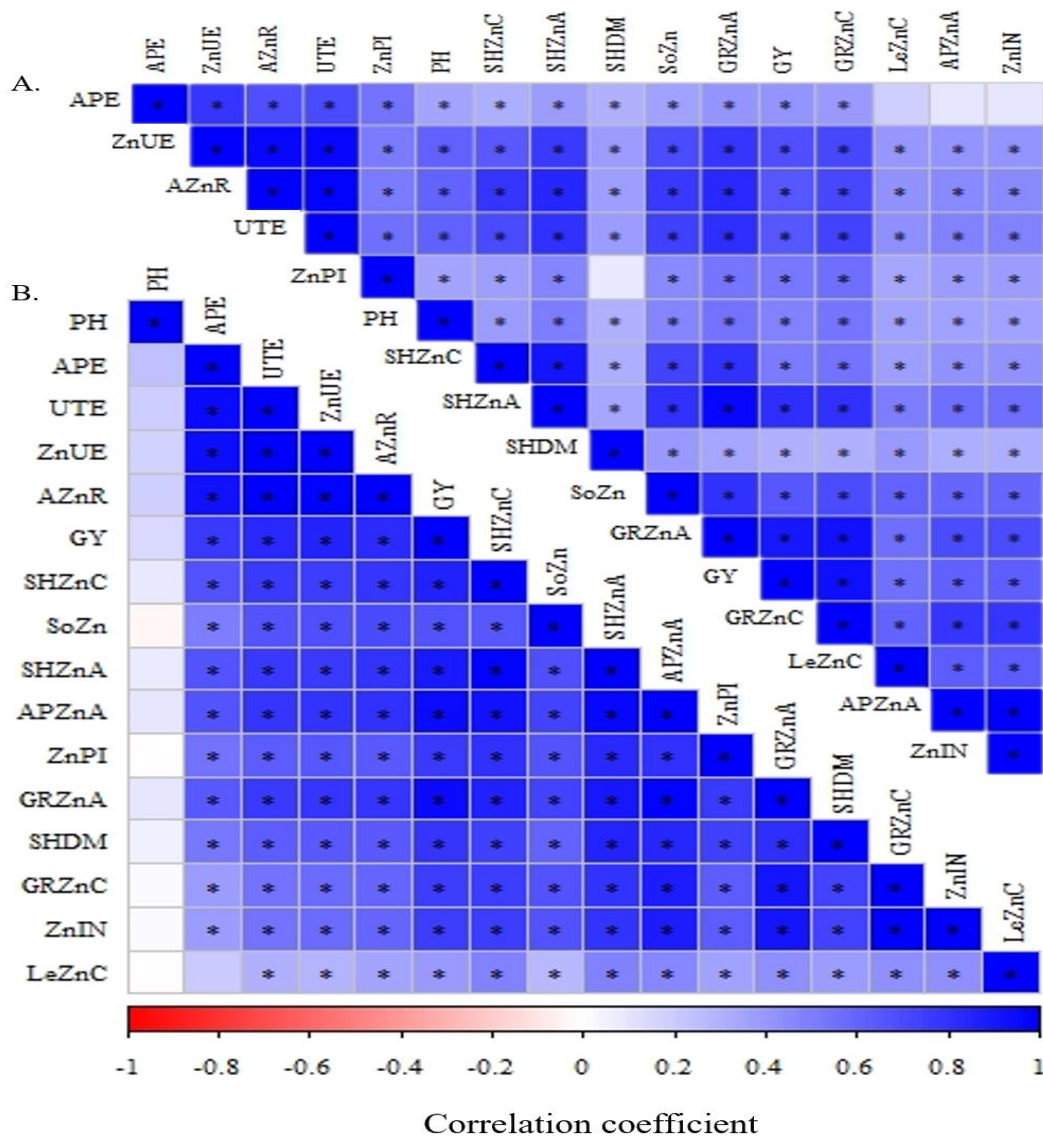 APE ZnUE AZnR UTE ZnPI PH SHZnC SHZnA SHDM SoZn GRZnA GY GRZnC LeZnC APZnA ZnIN
A.
APE * * * * * * * * * * * * *
ZnUE * * * * * * * * * * * * * * *
AZnR * * * * * * * * * * * * * *
UTE * * * * * * * * * * * * *
ZnPI * * * * * * * * * * *
B.
PH APE UTE ZnUE AZnR GY SHZnC SoZn SHZnA APZnA ZnPI GRZnA SHDM GRZnC ZnIN LeZnC
PH * PH * * * * * * * * * * *
APE * SHZnC * * * * * * * * * *
UTE * * SHZnA * * * * * * * * *
ZnUE * * * SHDM * * * * * * * *
AZnR * * * * SoZn * * * * * * *
GY * * * * * GRZnA * * * * * *
SHZnC * * * * * * GY * * * * *
SoZn * * * * * * * GRZnC * * * *
SHZnA * * * * * * * * LeZnC * * *
APZnA * * * * * * * * * APZnA * *
ZnPI * * * * * * * * * * ZnIN *
GRZnA * * * * * * * * * * *
SHDM * * * * * * * * * * * *
GRZnC * * * * * * * * * * * * *
ZnIN * * * * * * * * * * * * * *
LeZnC * * * * * * * * * * * * * *
-1 -0.8 -0.6 -0.4 -0.2 0 0.2 0.4 0.6 0.8 1
Correlation coefficient